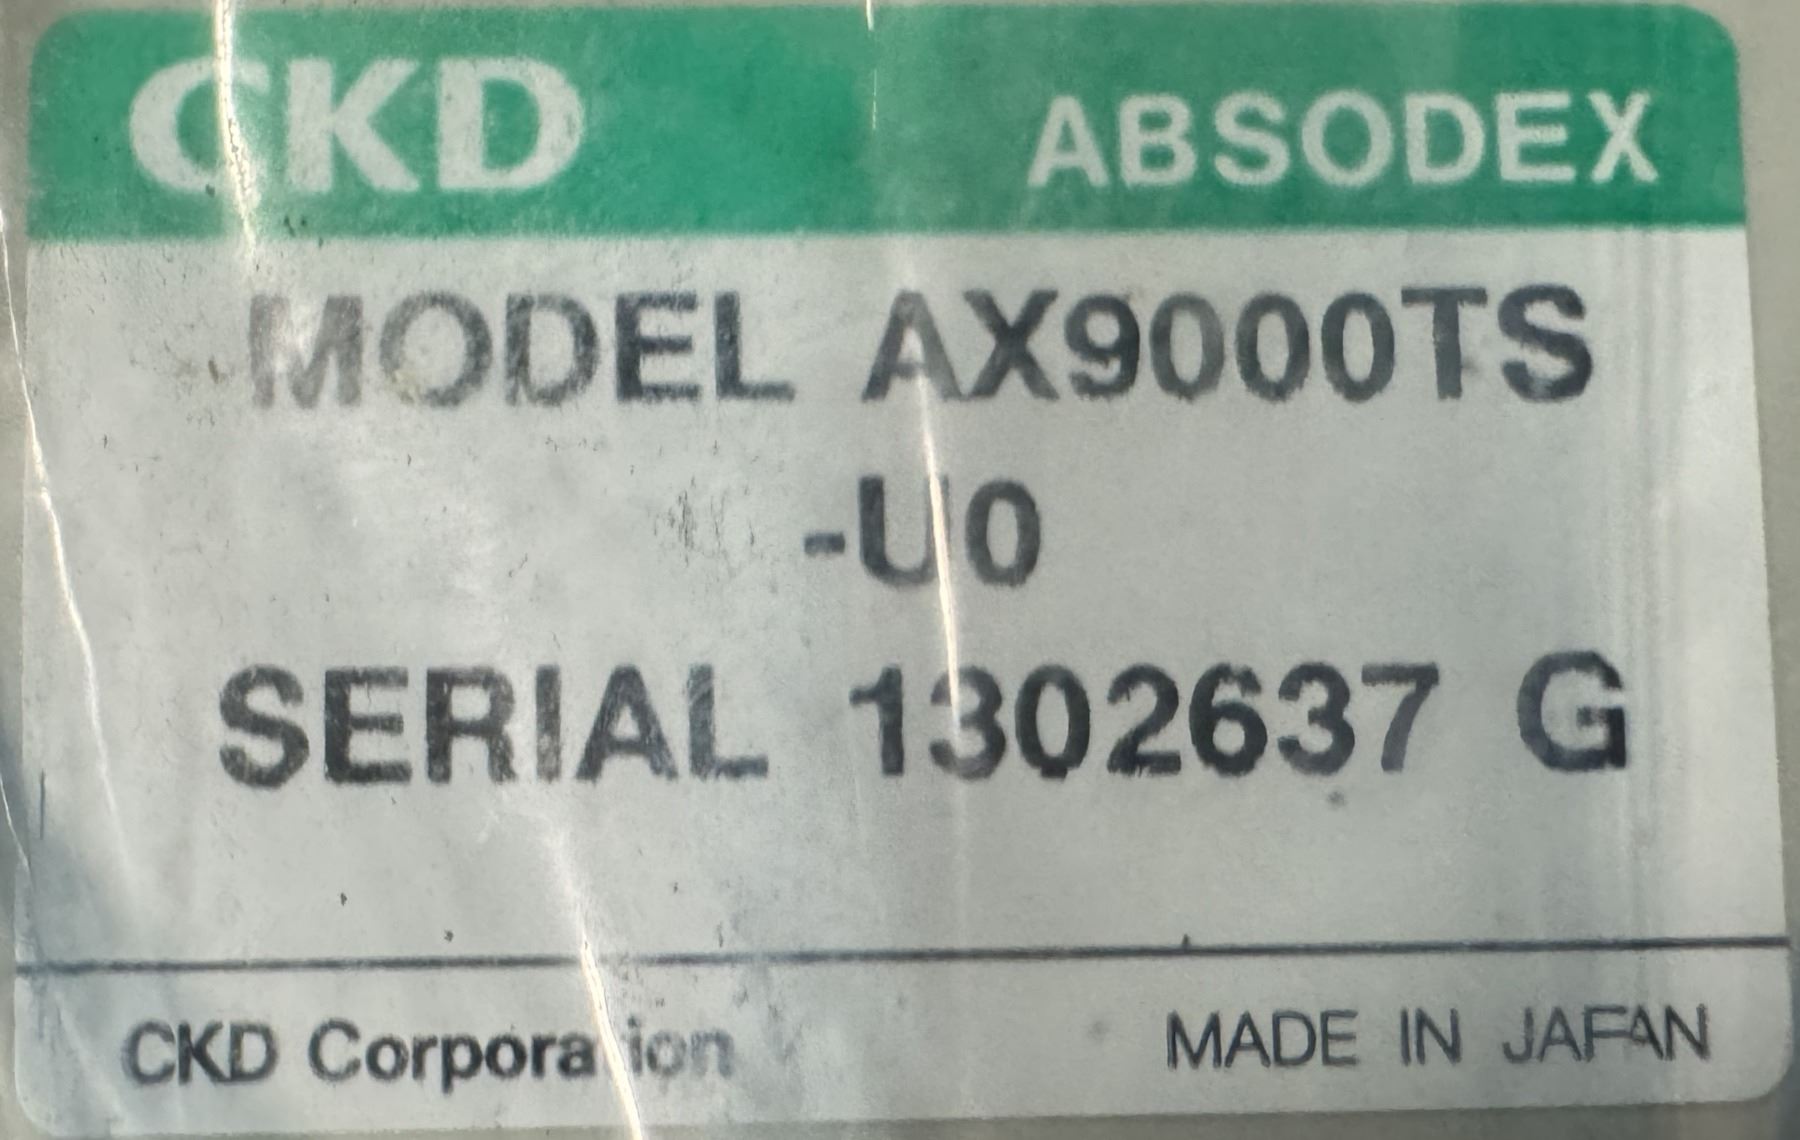 CKD ABSODEX
MODEL AX9000TS
-U0
SERIAL 1302637 G
CKD Corporation MADE IN JAPAN